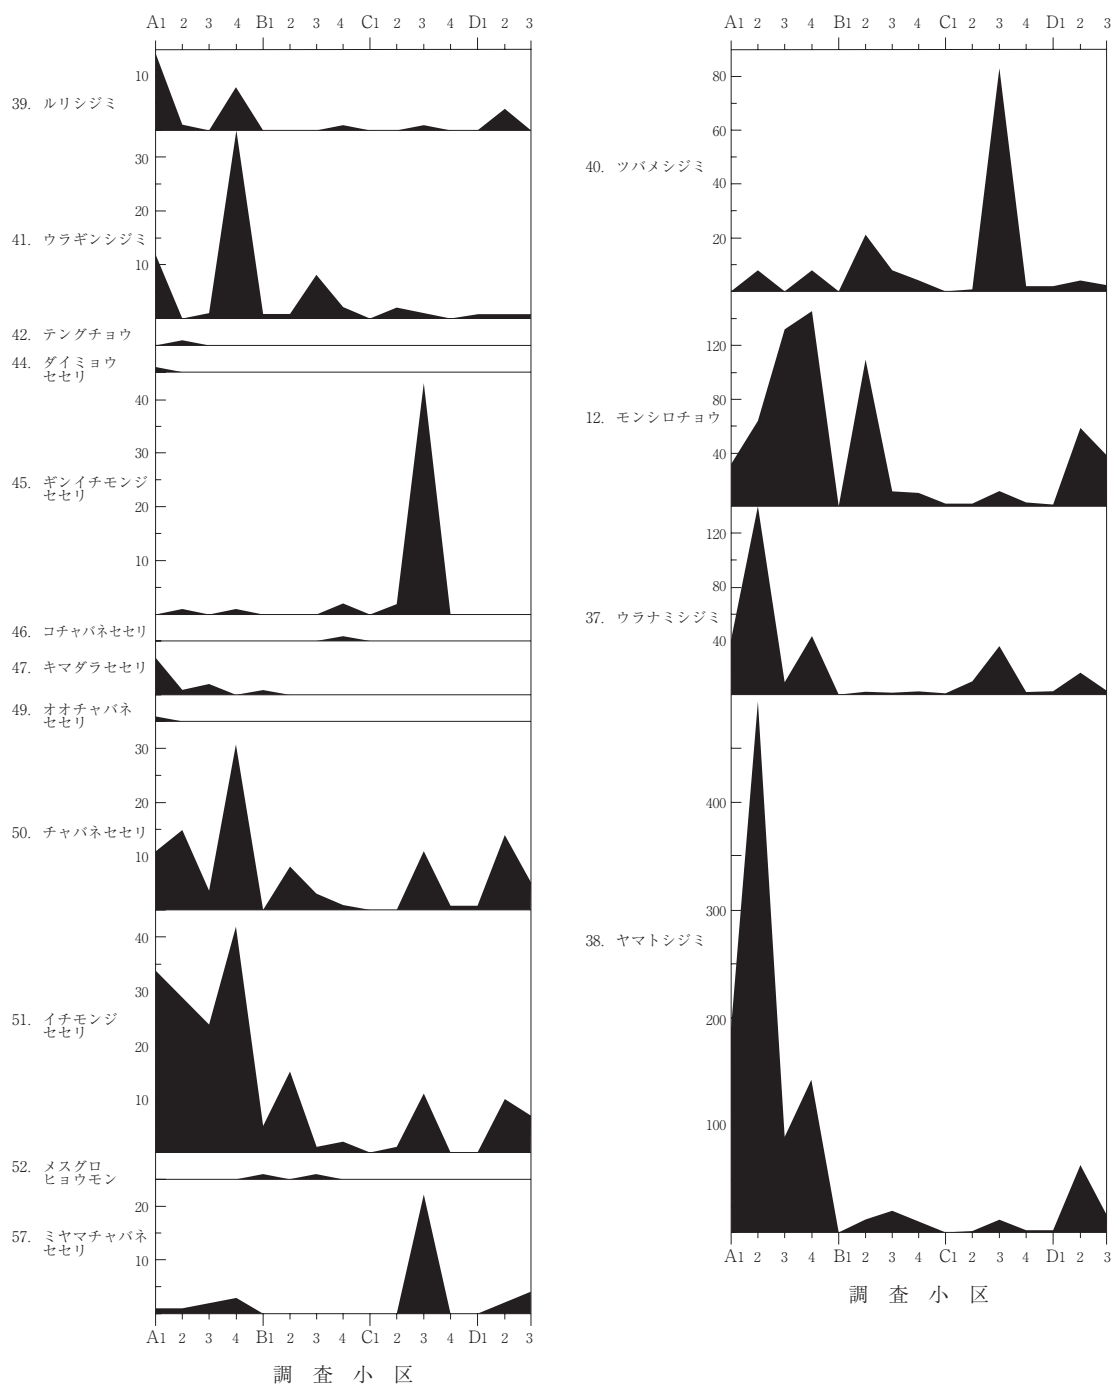 A1 2 3 4 B1 2 3 4 C1 2 3 4 D1 2 3
10
39. ルリシジミ
30
20
41. ウラギンシジミ
10
42. テングチョウ
44. ダイミョウ
セセリ
40
30
45. ギンイチモンジ
セセリ
20
10
46. コチャバネセセリ
47. キマダラセセリ
49. オオチャバネ
セセリ
30
20
50. チャバネセセリ
10
40
30
51. イチモンジ
セセリ
20
10
52. メスグロ
ヒョウモン
20
57. ミヤマチャバネ
セセリ
10
A1 2 3 4 B1 2 3 4 C1 2 3 4 D1 2 3
調査小区
A1 2 3 4 B1 2 3 4 C1 2 3 4 D1 2 3
80
60
40. ツバメシジミ
40
20
120
80
12. モンシロチョウ
40
120
80
37. ウラナミシジミ
40
400
300
38. ヤマトシジミ
200
100
A1 2 3 4 B1 2 3 4 C1 2 3 4 D1 2 3
調査小区